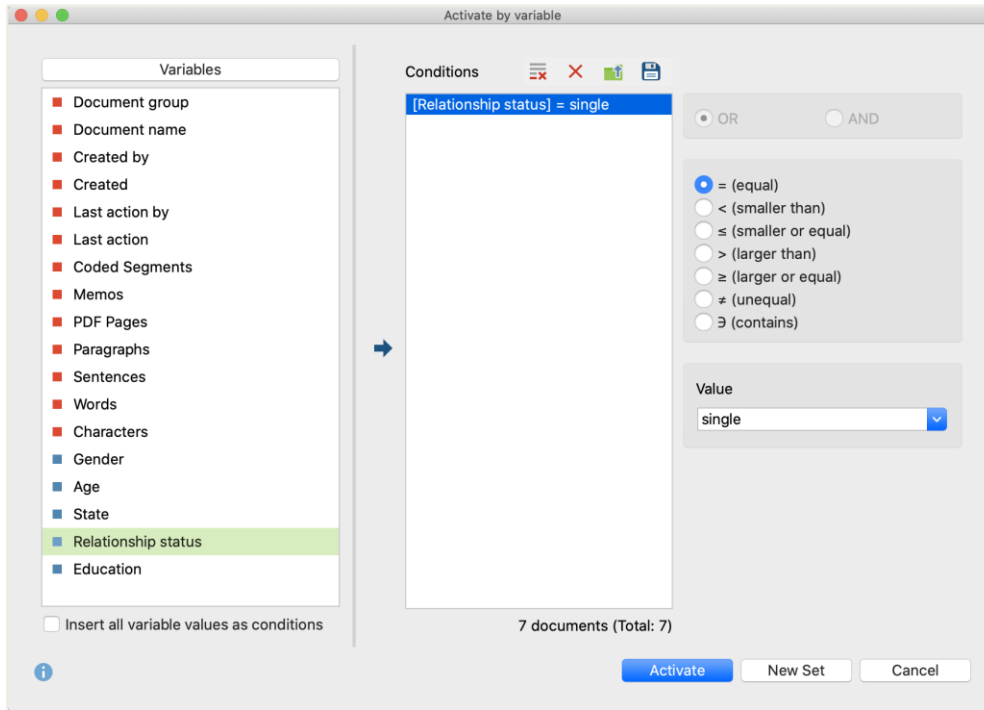 Activate by variable
Variables
Document group
Document name
Created by
Created
Last action by
Last action
Coded Segments
Memos
PDF Pages
Paragraphs
Sentences
Words
Characters
Gender
Age
State
Relationship status
Education
Insert all variable values as conditions
Conditions
[Relationship status] = single
7 documents (Total: 7)
OR AND
= (equal)
< (smaller than)
≤ (smaller or equal)
> (larger than)
≥ (larger or equal)
≠ (unequal)
∋ (contains)
Value
single
Activate New Set Cancel